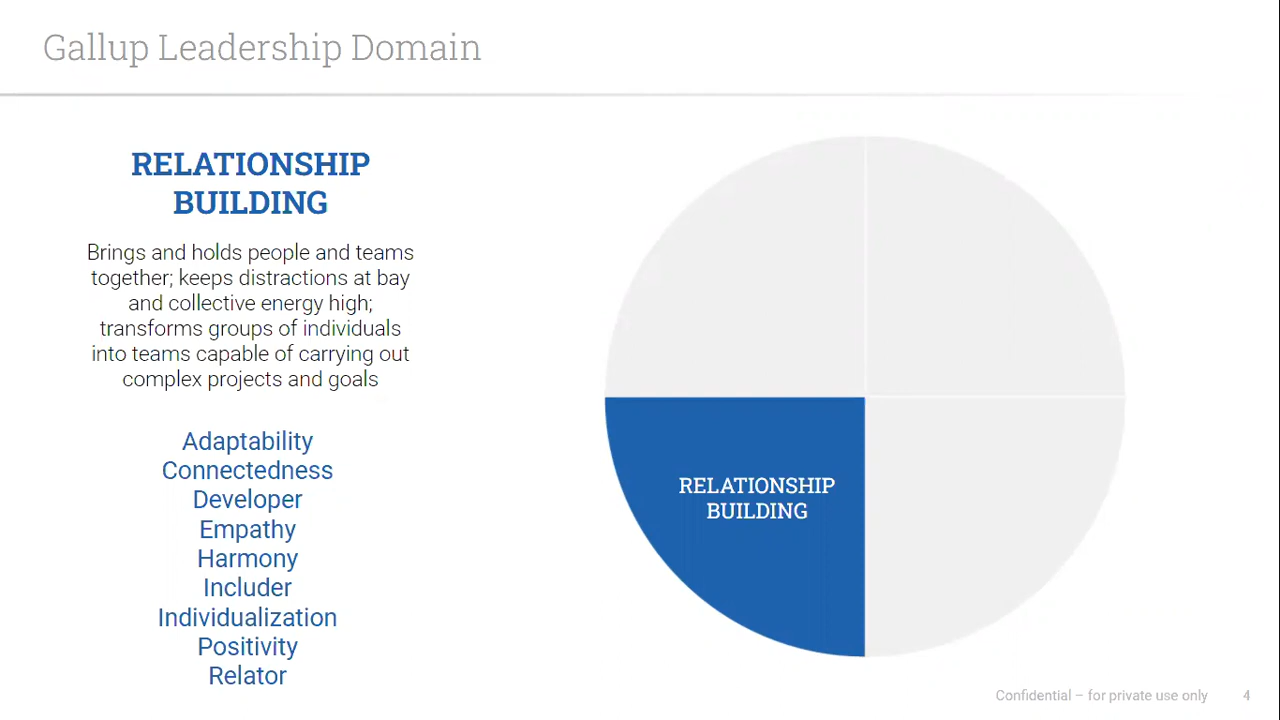 Gallup Leadership Domain
RELATIONSHIP
BUILDING
Brings and holds people and teams
together; keeps distractions at bay
and collective energy high;
transforms groups of individuals
into teams capable of carrying out
complex projects and goals
Adaptability
Connectedness
Developer
Empathy
Harmony
Includer
Individualization
Positivity
Relator
RELATIONSHIP
BUILDING
Confidential – for private use only 4